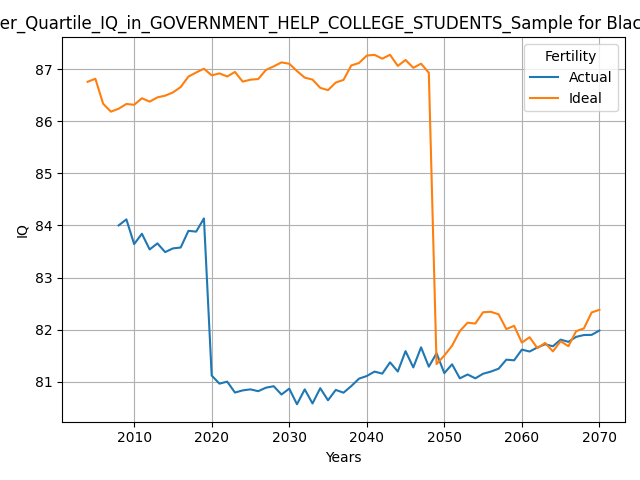 er_Quartile_IQ_in_GOVERNMENT_HELP_COLLEGE_STUDENTS_Sample for Blac
87
86
85
84
83
82
81
IQ
Fertility
Actual
Ideal
2010 2020 2030 2040 2050 2060 2070
Years